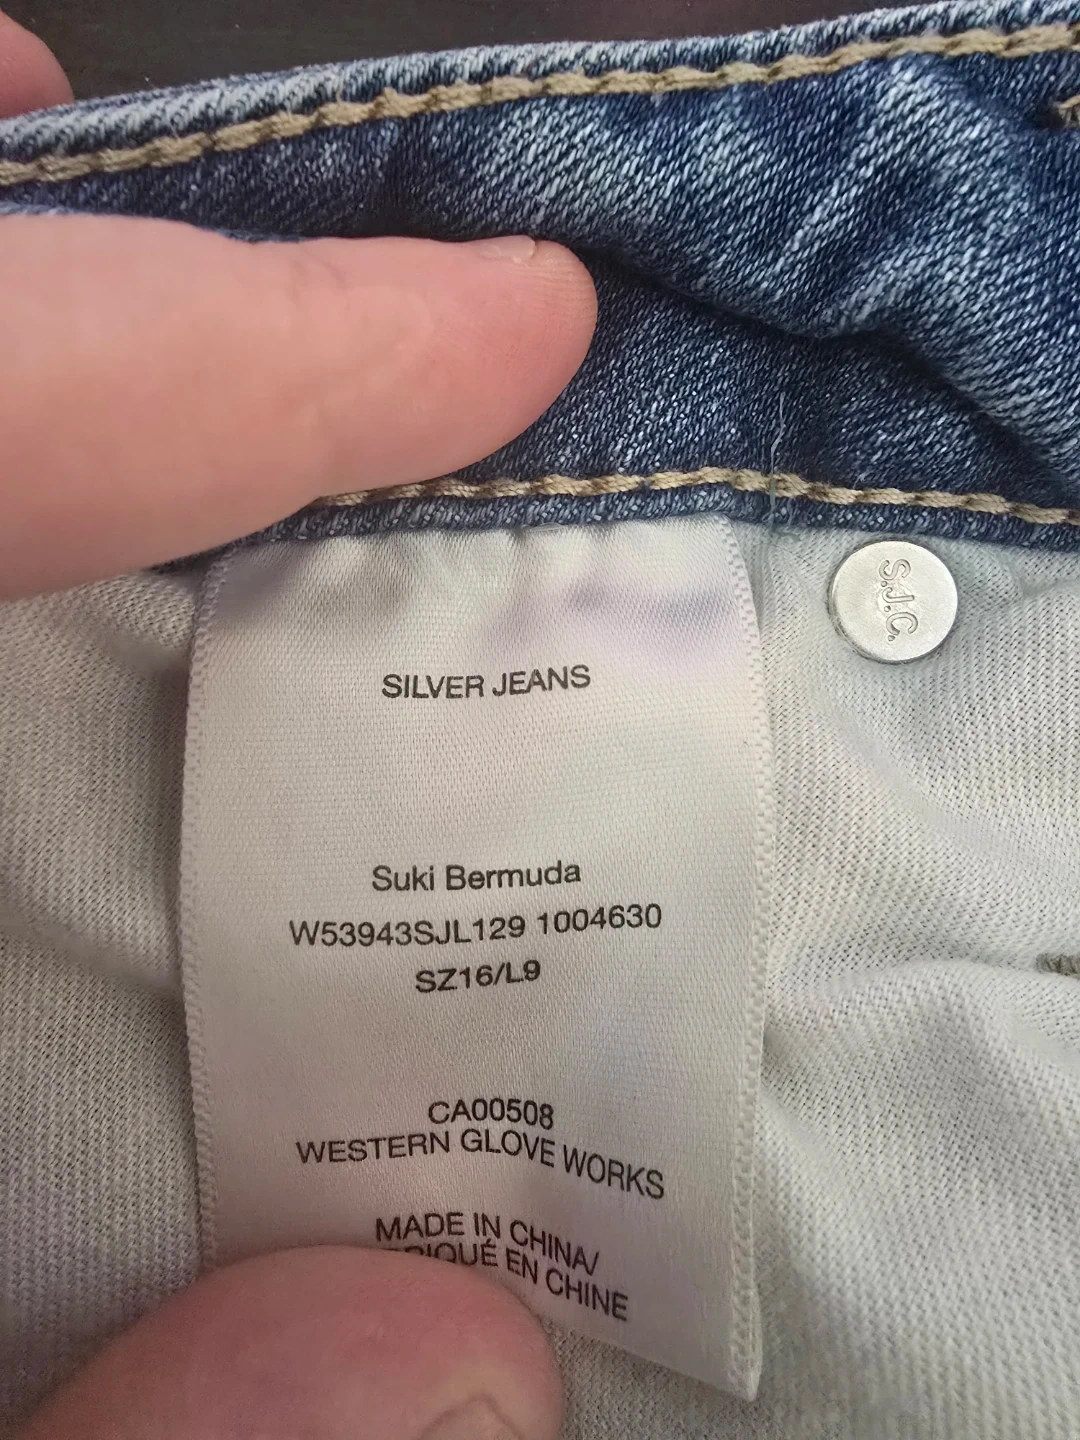 S.J.C.
SILVER JEANS
Suki Bermuda
W53943SJL129 1004630
SZ16/L9
CA00508
WESTERN GLOVE WORKS
MADE IN CHINA/
EN CHINE